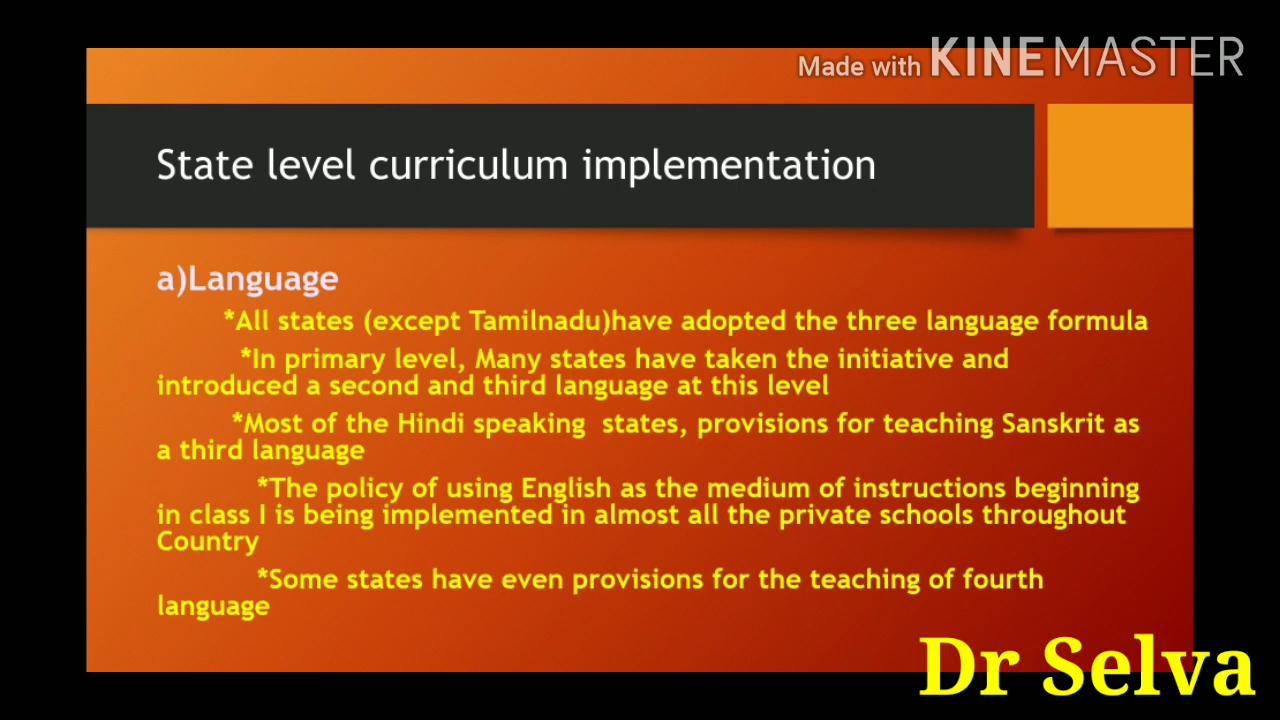 Made with KINEMASTER
State level curriculum implementation
a)Language
*All states (except Tamilnadu)have adopted the three language formula
*In primary level, Many states have taken the initiative and
introduced a second and third language at this level
*Most of the Hindi speaking  states, provisions for teaching Sanskrit as
a third language
*The policy of using English as the medium of instructions beginning
in class I is being implemented in almost all the private schools throughout
Country
*Some states have even provisions for the teaching of fourth
language
Dr Selva